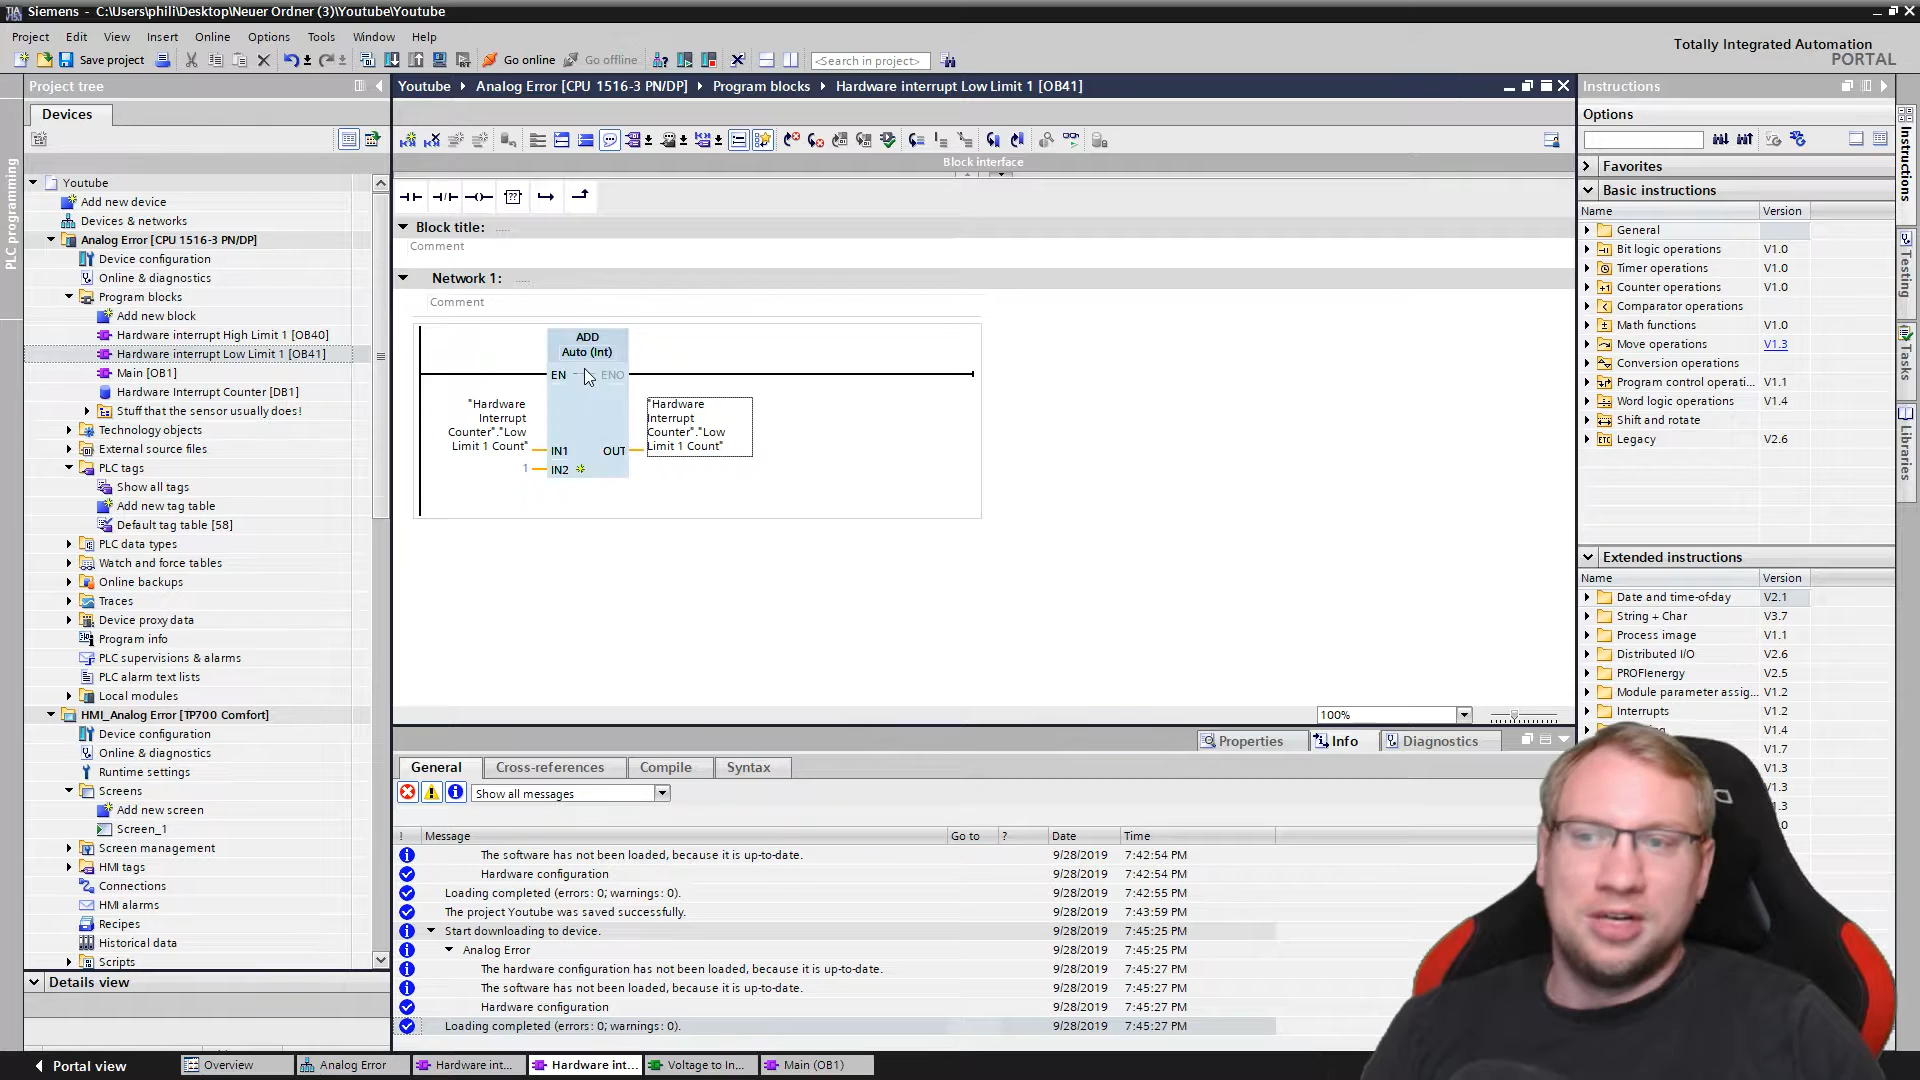 Siemens - C:\Users\phili\Desktop\Neuer Ordner (3)\Youtube\Youtube
Project Edit View Insert Online Options Tools Window Help
Totally Integrated Automation
PORTAL
Save project
Go online
Go offline
<Search in project>
Project tree
Devices
PLC programming
Youtube
Add new device
Devices & networks
Analog Error [CPU 1516-3 PN/DP]
Device configuration
Online & diagnostics
Program blocks
Add new block
Hardware interrupt High Limit 1 [OB40]
Hardware interrupt Low Limit 1 [OB41]
Main [OB1]
Hardware Interrupt Counter [DB1]
Stuff that the sensor usually does!
Technology objects
External source files
PLC tags
Show all tags
Add new tag table
Default tag table [58]
PLC data types
Watch and force tables
Online backups
Traces
Device proxy data
Program info
PLC supervisions & alarms
PLC alarm text lists
Local modules
HMI_Analog Error [TP700 Comfort]
Device configuration
Online & diagnostics
Runtime settings
Screens
Add new screen
Screen_1
Screen management
HMI tags
Connections
HMI alarms
Recipes
Historical data
Scripts
Details view
Youtube Analog Error [CPU 1516-3 PN/DP] Program blocks Hardware interrupt Low Limit 1 [OB41]
Block interface
Block title: .....
Comment
Network 1: .....
Comment
ADD
Auto (Int)
EN ENO
"Hardware
Interrupt
Counter"."Low
Limit 1 Count"
IN1
1
IN2
OUT
"Hardware
Interrupt
Counter"."Low
Limit 1 Count"
100%
Properties Info Diagnostics
General Cross-references Compile Syntax
Show all messages
! Message Go to ? Date Time
The software has not been loaded, because it is up-to-date. 9/28/2019 7:42:54 PM
Hardware configuration 9/28/2019 7:42:54 PM
Loading completed (errors: 0; warnings: 0). 9/28/2019 7:42:55 PM
The project Youtube was saved successfully. 9/28/2019 7:43:59 PM
Start downloading to device. 9/28/2019 7:45:25 PM
Analog Error 9/28/2019 7:45:25 PM
The hardware configuration has not been loaded, because it is up-to-date. 9/28/2019 7:45:27 PM
The software has not been loaded, because it is up-to-date. 9/28/2019 7:45:27 PM
Hardware configuration 9/28/2019 7:45:27 PM
Loading completed (errors: 0; warnings: 0). 9/28/2019 7:45:27 PM
Instructions
Options
Favorites
Basic instructions
Name Version
General
Bit logic operations V1.0
Timer operations V1.0
Counter operations V1.0
Comparator operations
Math functions V1.0
Move operations V1.3
Conversion operations
Program control operati... V1.1
Word logic operations V1.4
Shift and rotate
Legacy V2.6
Extended instructions
Name Version
Date and time-of-day V2.1
String + Char V3.7
Process image V1.1
Distributed I/O V2.6
PROFIenergy V2.5
Module parameter assig... V1.2
Interrupts V1.2
V1.4
V1.7
V1.3
Instructions
Testing
Tasks
Libraries
Portal view
Overview
Analog Error
Hardware int...
Hardware int...
Voltage to In...
Main (OB1)